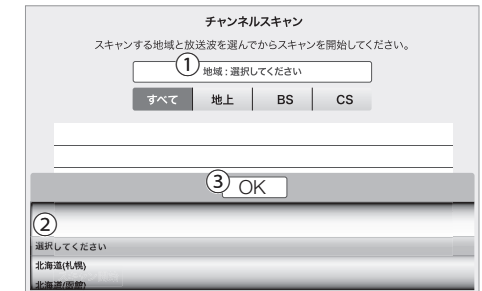 チャンネルスキャン
スキャンする地域と放送波を選んでからスキャンを開始してください。
① 地域 : 選択してください
すべて 地上 BS CS
③ OK
②
選択してください
北海道(札幌)
北海道(函館)